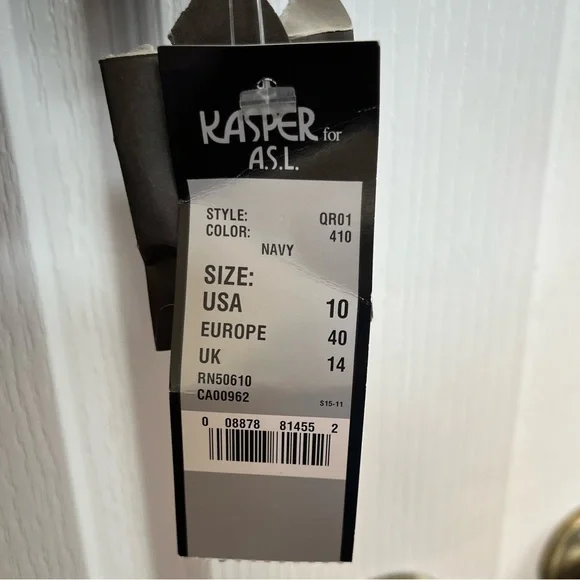 KASPER for
A.S.L.
STYLE: QR01
COLOR: 410
NAVY
SIZE:
USA 10
EUROPE 40
UK 14
RN50610
CA00962 S15-11
0 08878 81455 2